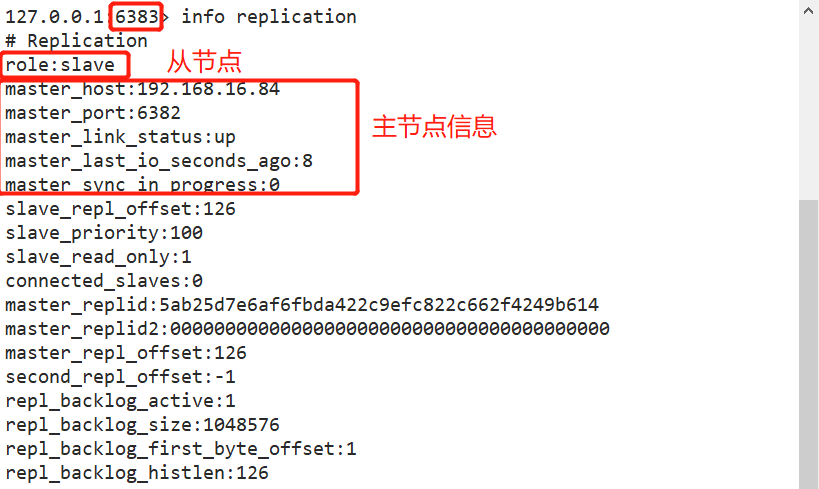 127.0.0.1:6383> info replication
# Replication
role:slave 从节点
master_host:192.168.16.84
master_port:6382
master_link_status:up
主节点信息
master_last_io_seconds_ago:8
master_sync_in_progress:0
slave_repl_offset:126
slave_priority:100
slave_read_only:1
connected_slaves:0
master_replid:5ab25d7e6af6fbda422c9efc822c662f4249b614
master_replid2:0000000000000000000000000000000000000000
master_repl_offset:126
second_repl_offset:-1
repl_backlog_active:1
repl_backlog_size:1048576
repl_backlog_first_byte_offset:1
repl_backlog_histlen:126